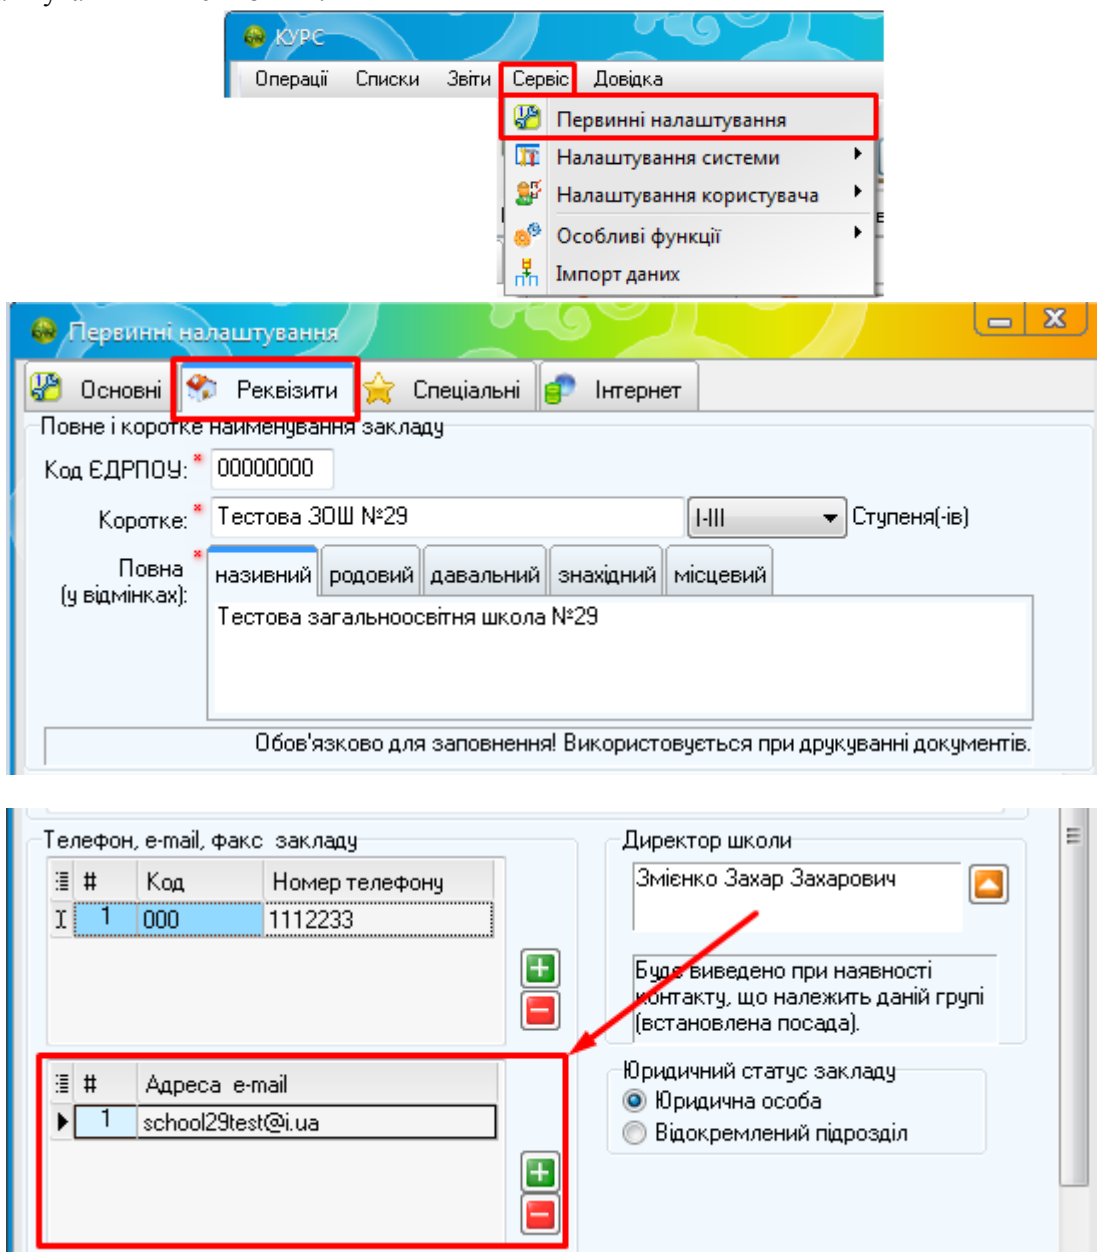 КУРС
Операції Списки Звіти Сервіс Довідка
Первинні налаштування
Налаштування системи
Налаштування користувача
Особливі функції
Імпорт даних
Первинні налаштування
Основні Реквізити Спеціальні Інтернет
Повне і коротке найменування закладу
Код ЄДРПОУ: * 00000000
Коротке: * Тестова ЗОШ №29 I-III Ступеня(-ів)
Повна *
(у відмінках):
називний родовий давальний знахідний місцевий
Тестова загальноосвітня школа №29
Обов'язково для заповнення! Використовується при друкуванні документів.
Телефон, e-mail, факс закладу
# Код Номер телефону
1 000 1112233
Директор школи
Змієнко Захар Захарович
Буде виведено при наявності
контакту, що належить даній групі
(встановлена посада).
# Адреса e-mail
1 school29test@i.ua
Юридичний статус закладу
Юридична особа
Відокремлений підрозділ